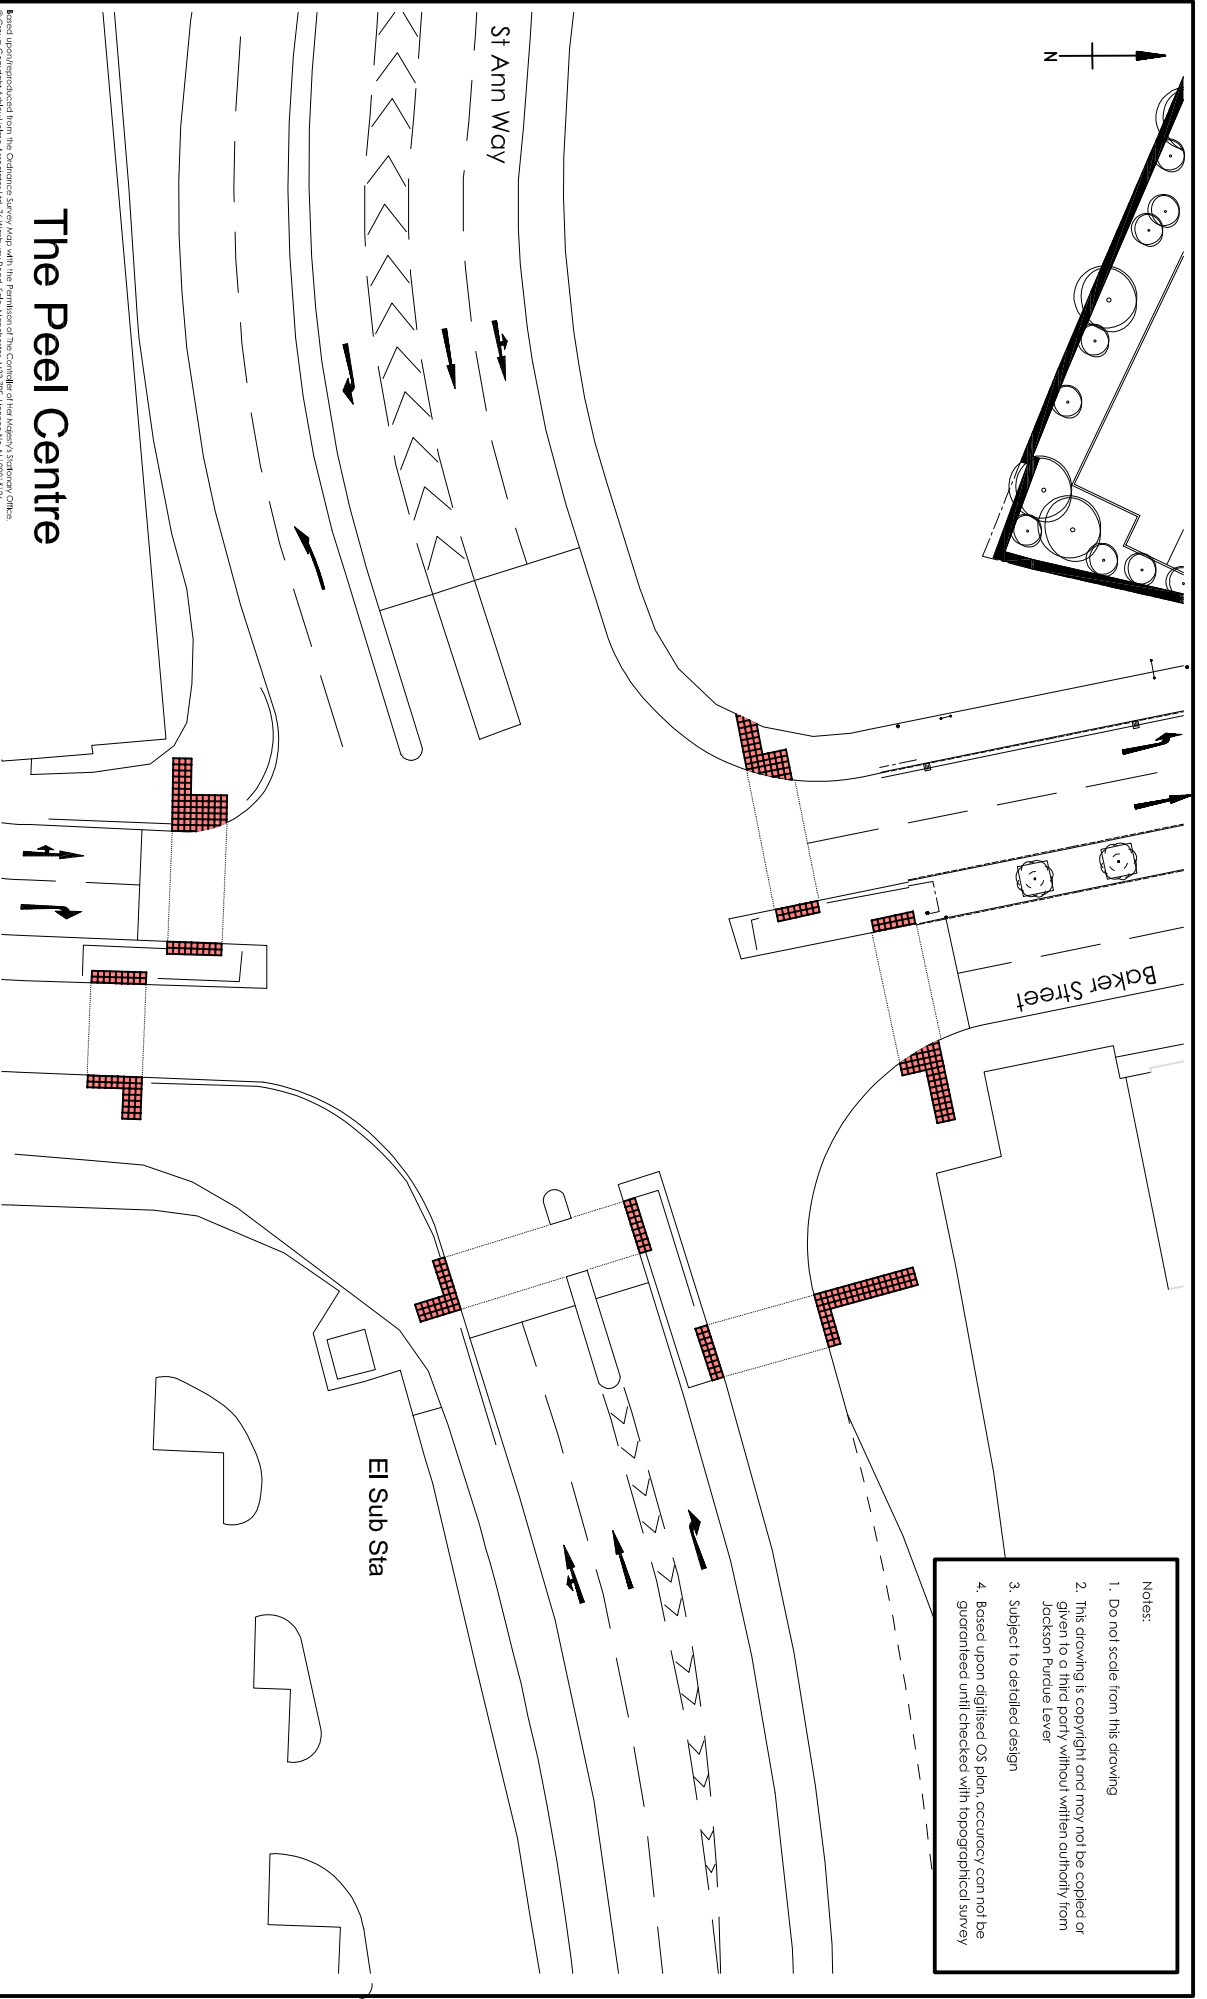 N
St Ann Way
The Peel Centre
Baker Street
El Sub Sta
Notes:
1. Do not scale from this drawing
2. This drawing is copyright and may not be copied or
given to a third party without written authority from
Jackson Purdue Lever
3. Subject to detailed design
4. Based upon digitised OS plan, accuracy can not be
guaranteed until checked with topographical survey
Based upon/reproduced from the Ordnance Survey Map with the Permission of The Controller of Her Majesty's Stationary Office.